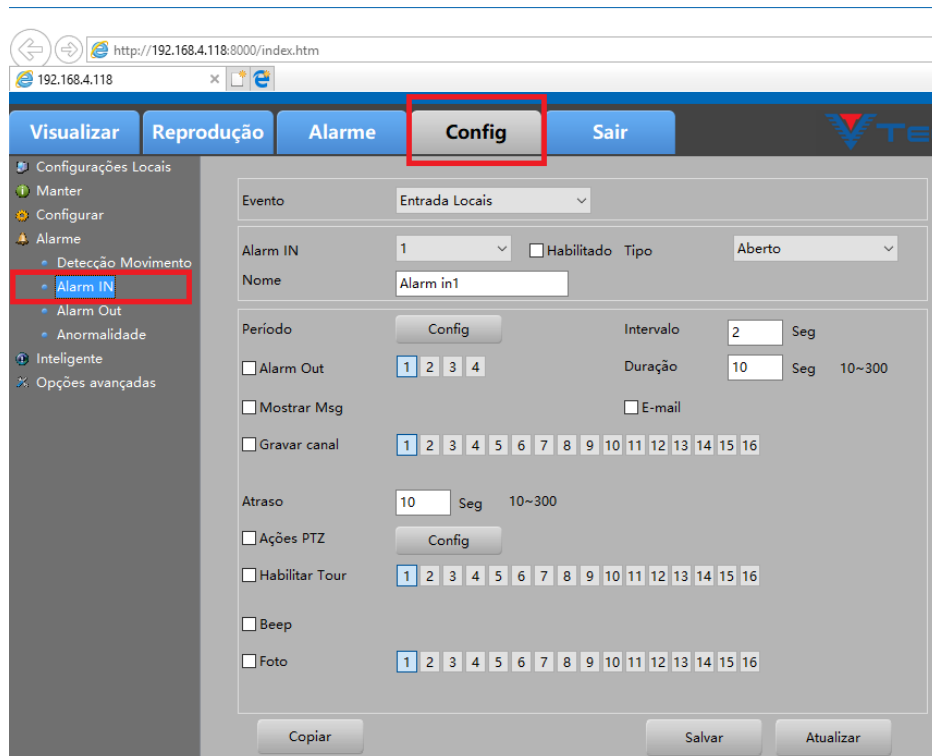 http://192.168.4.118:8000/index.htm
192.168.4.118
Visualizar Reprodução Alarme Config Sair Te
Configurações Locais
Manter
Configurar
Alarme
Detecção Movimento
Alarm IN
Alarm Out
Anormalidade
Inteligente
Opções avançadas
Evento Entrada Locais
Alarm IN 1 Habilitado Tipo Aberto
Nome Alarm in1
Período Config Intervalo 2 Seg
Alarm Out 1 2 3 4 Duração 10 Seg 10~300
Mostrar Msg E-mail
Gravar canal 1 2 3 4 5 6 7 8 9 10 11 12 13 14 15 16
Atraso 10 Seg 10~300
Ações PTZ Config
Habilitar Tour 1 2 3 4 5 6 7 8 9 10 11 12 13 14 15 16
Beep
Foto 1 2 3 4 5 6 7 8 9 10 11 12 13 14 15 16
Copiar Salvar Atualizar